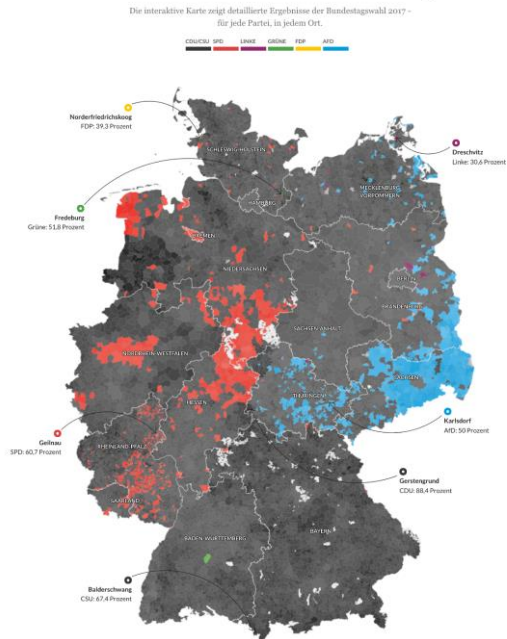 Die interaktive Karte zeigt detaillierte Ergebnisse der Bundestagswahl 2017 -
für jede Partei, in jedem Ort.
CDU/CSU SPD LINKE GRÜNE FDP AFD
Norderfriedrichskoog
FDP: 39,3 Prozent
SCHLESWIG-HOLSTEIN
Dreschvitz
Linke: 30,6 Prozent
MECKLENBURG
VORPOMMERN
HAMBURG
Fredeburg
Grüne: 51,8 Prozent
BREMEN
NIEDERSACHSEN
BERLIN
BRANDENBURG
SACHSEN-ANHALT
NORDRHEIN-WESTFALEN
SACHSEN
THÜRINGEN
HESSEN
Karlsdorf
AfD: 50 Prozent
Geilnau
SPD: 60,7 Prozent
RHEINLAND-PFALZ
Gerstengrund
CDU: 88,4 Prozent
SAARLAND
BADEN-WÜRTTEMBERG
BAYERN
Balderschwang
CSU: 67,4 Prozent